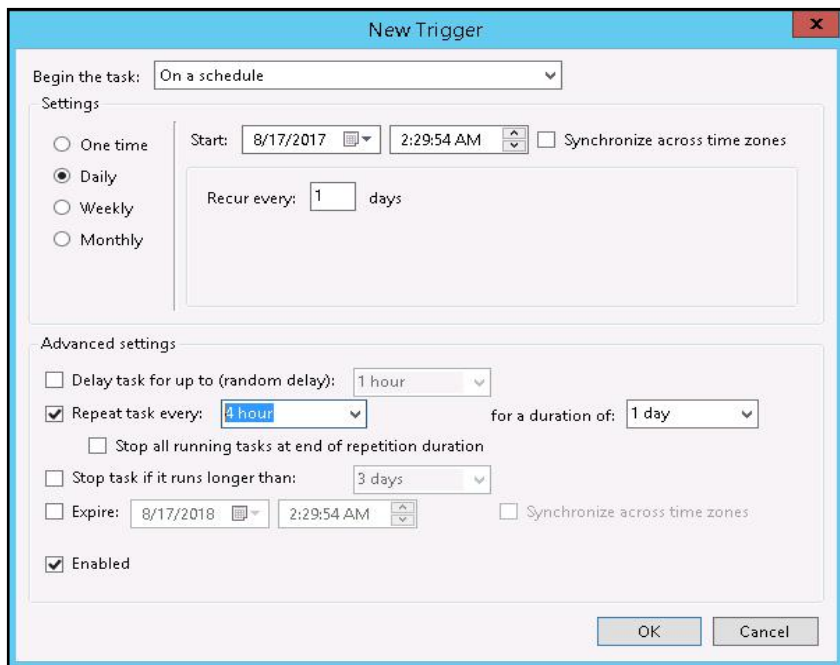 New Trigger
x
Begin the task: On a schedule
Settings
One time
Start: 8/17/2017 2:29:54 AM Synchronize across time zones
Daily
Recur every: 1 days
Weekly
Monthly
Advanced settings
Delay task for up to (random delay): 1 hour
Repeat task every: 4 hour for a duration of: 1 day
Stop all running tasks at end of repetition duration
Stop task if it runs longer than: 3 days
Expire: 8/17/2018 2:29:54 AM Synchronize across time zones
Enabled
OK Cancel